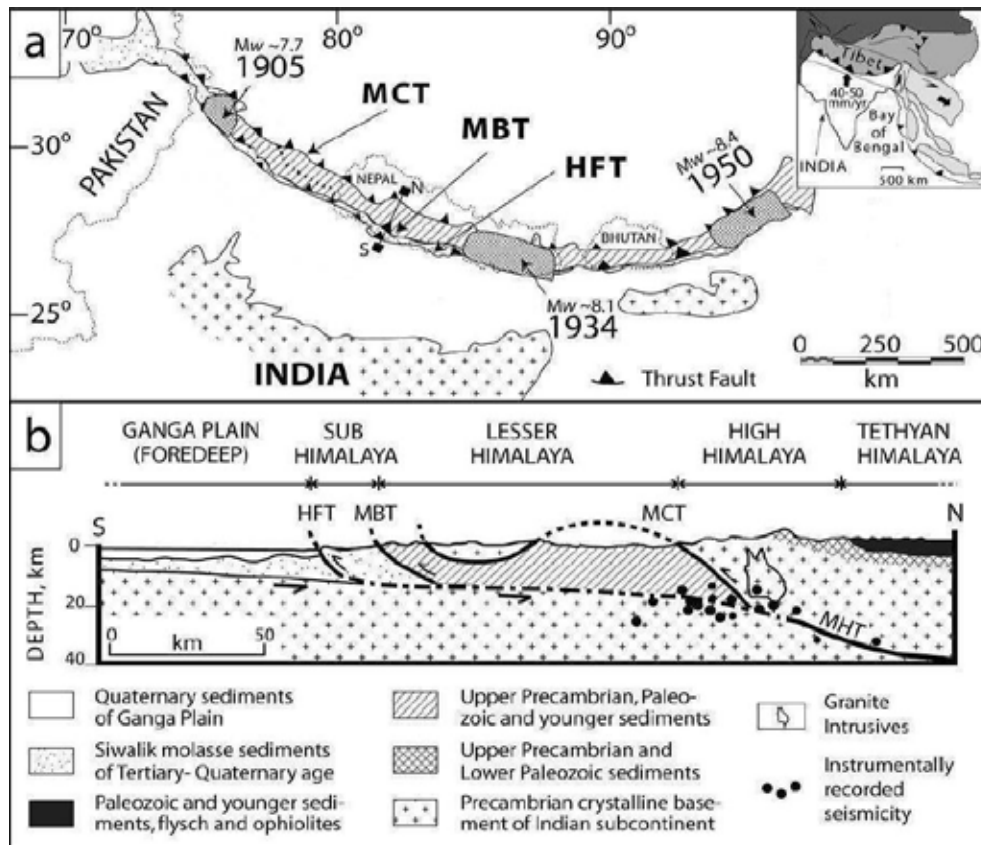 a
70°
80°
90°
Mw ~7.7
1905
MCT
MBT
HFT
30°
PAKISTAN
NEPAL
N
S
Mw ~8.4
1950
BHUTAN
25°
Mw ~8.1
1934
INDIA
Thrust Fault
0 250 500
km
Tibet
40-50
mm/yr
Bay
of
Bengal
INDIA
500 km
b
GANGA PLAIN
(FOREDEEP)
SUB
HIMALAYA
LESSER
HIMALAYA
HIGH
HIMALAYA
TETHYAN
HIMALAYA
S
HFT
MBT
MCT
N
DEPTH, km
0
20
40
0 50
km
MHT
Quaternary sediments
of Ganga Plain
Siwalik molasse sediments
of Tertiary- Quaternary age
Paleozoic and younger sedi-
ments, flysch and ophiolites
Upper Precambrian, Paleo-
zoic and younger sediments
Upper Precambrian and
Lower Paleozoic sediments
Precambrian crystalline base-
ment of Indian subcontinent
Granite
Intrusives
Instrumentally
recorded
seismicity